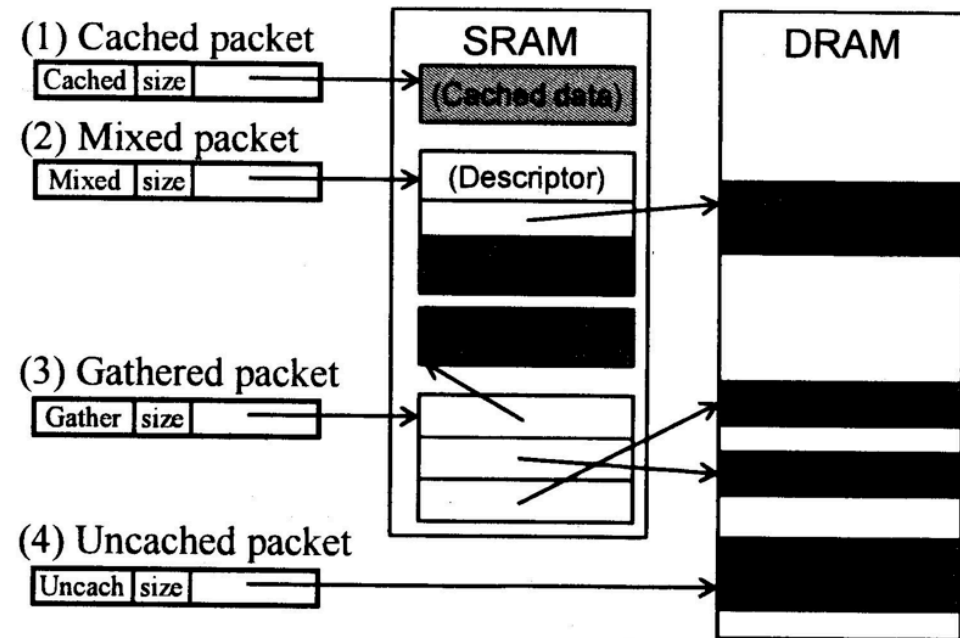 (1) Cached packet
Cached size
(2) Mixed packet
Mixed size
(3) Gathered packet
Gather size
(4) Uncached packet
Uncach size
SRAM
(Cached data)
(Descriptor)
DRAM